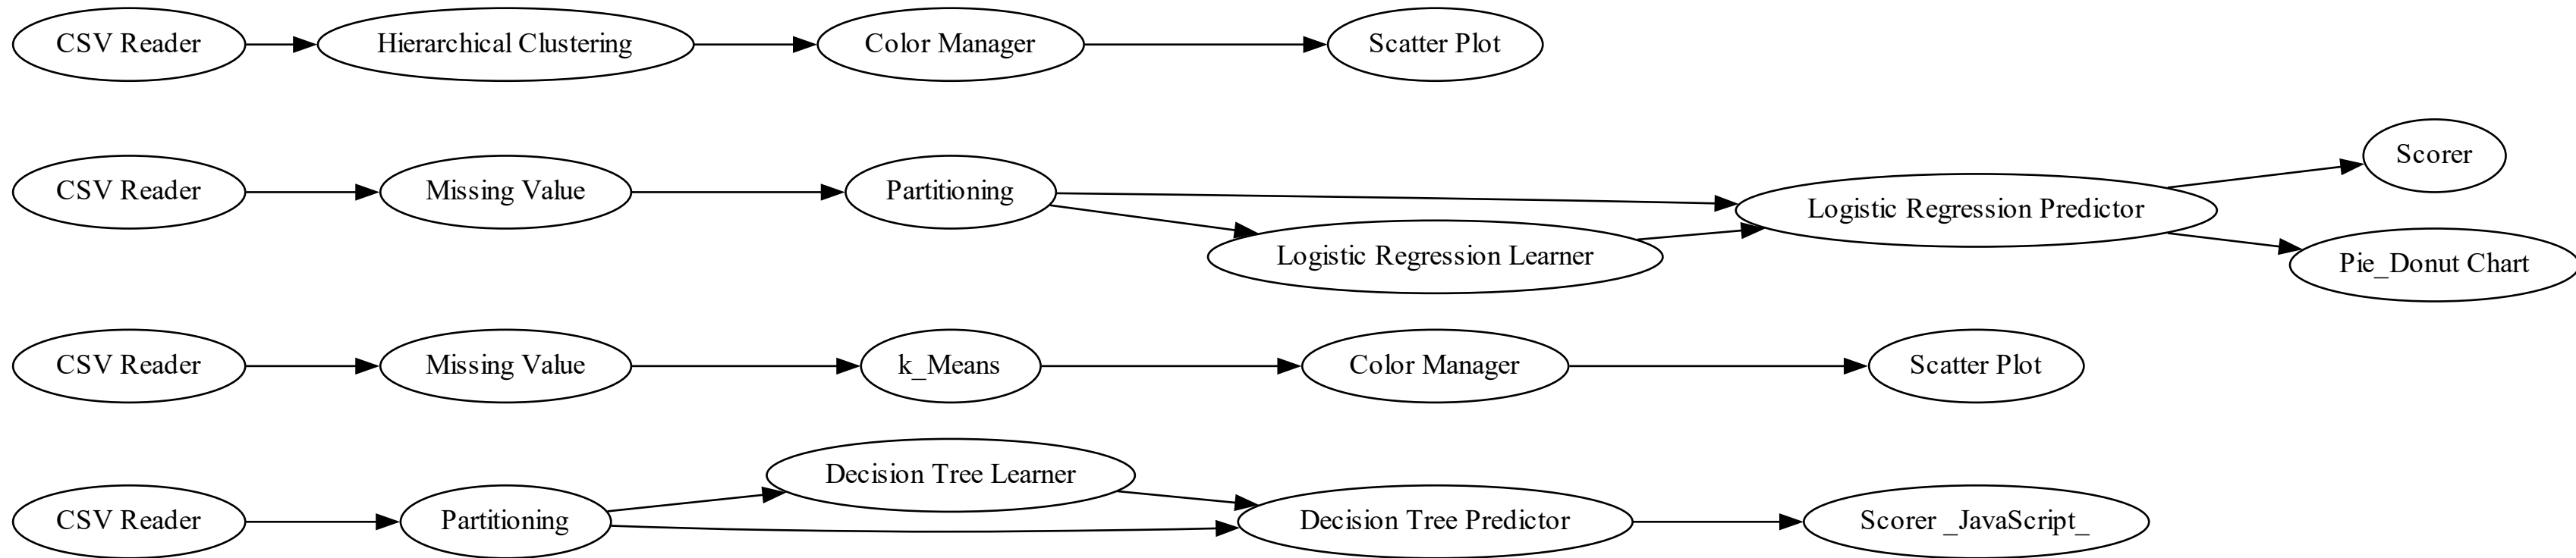 CSV Reader
Hierarchical Clustering
Color Manager
Scatter Plot
CSV Reader
Missing Value
Partitioning
Logistic Regression Learner
Logistic Regression Predictor
Scorer
Pie_Donut Chart
CSV Reader
Missing Value
k_Means
Color Manager
Scatter Plot
CSV Reader
Partitioning
Decision Tree Learner
Decision Tree Predictor
Scorer _JavaScript_